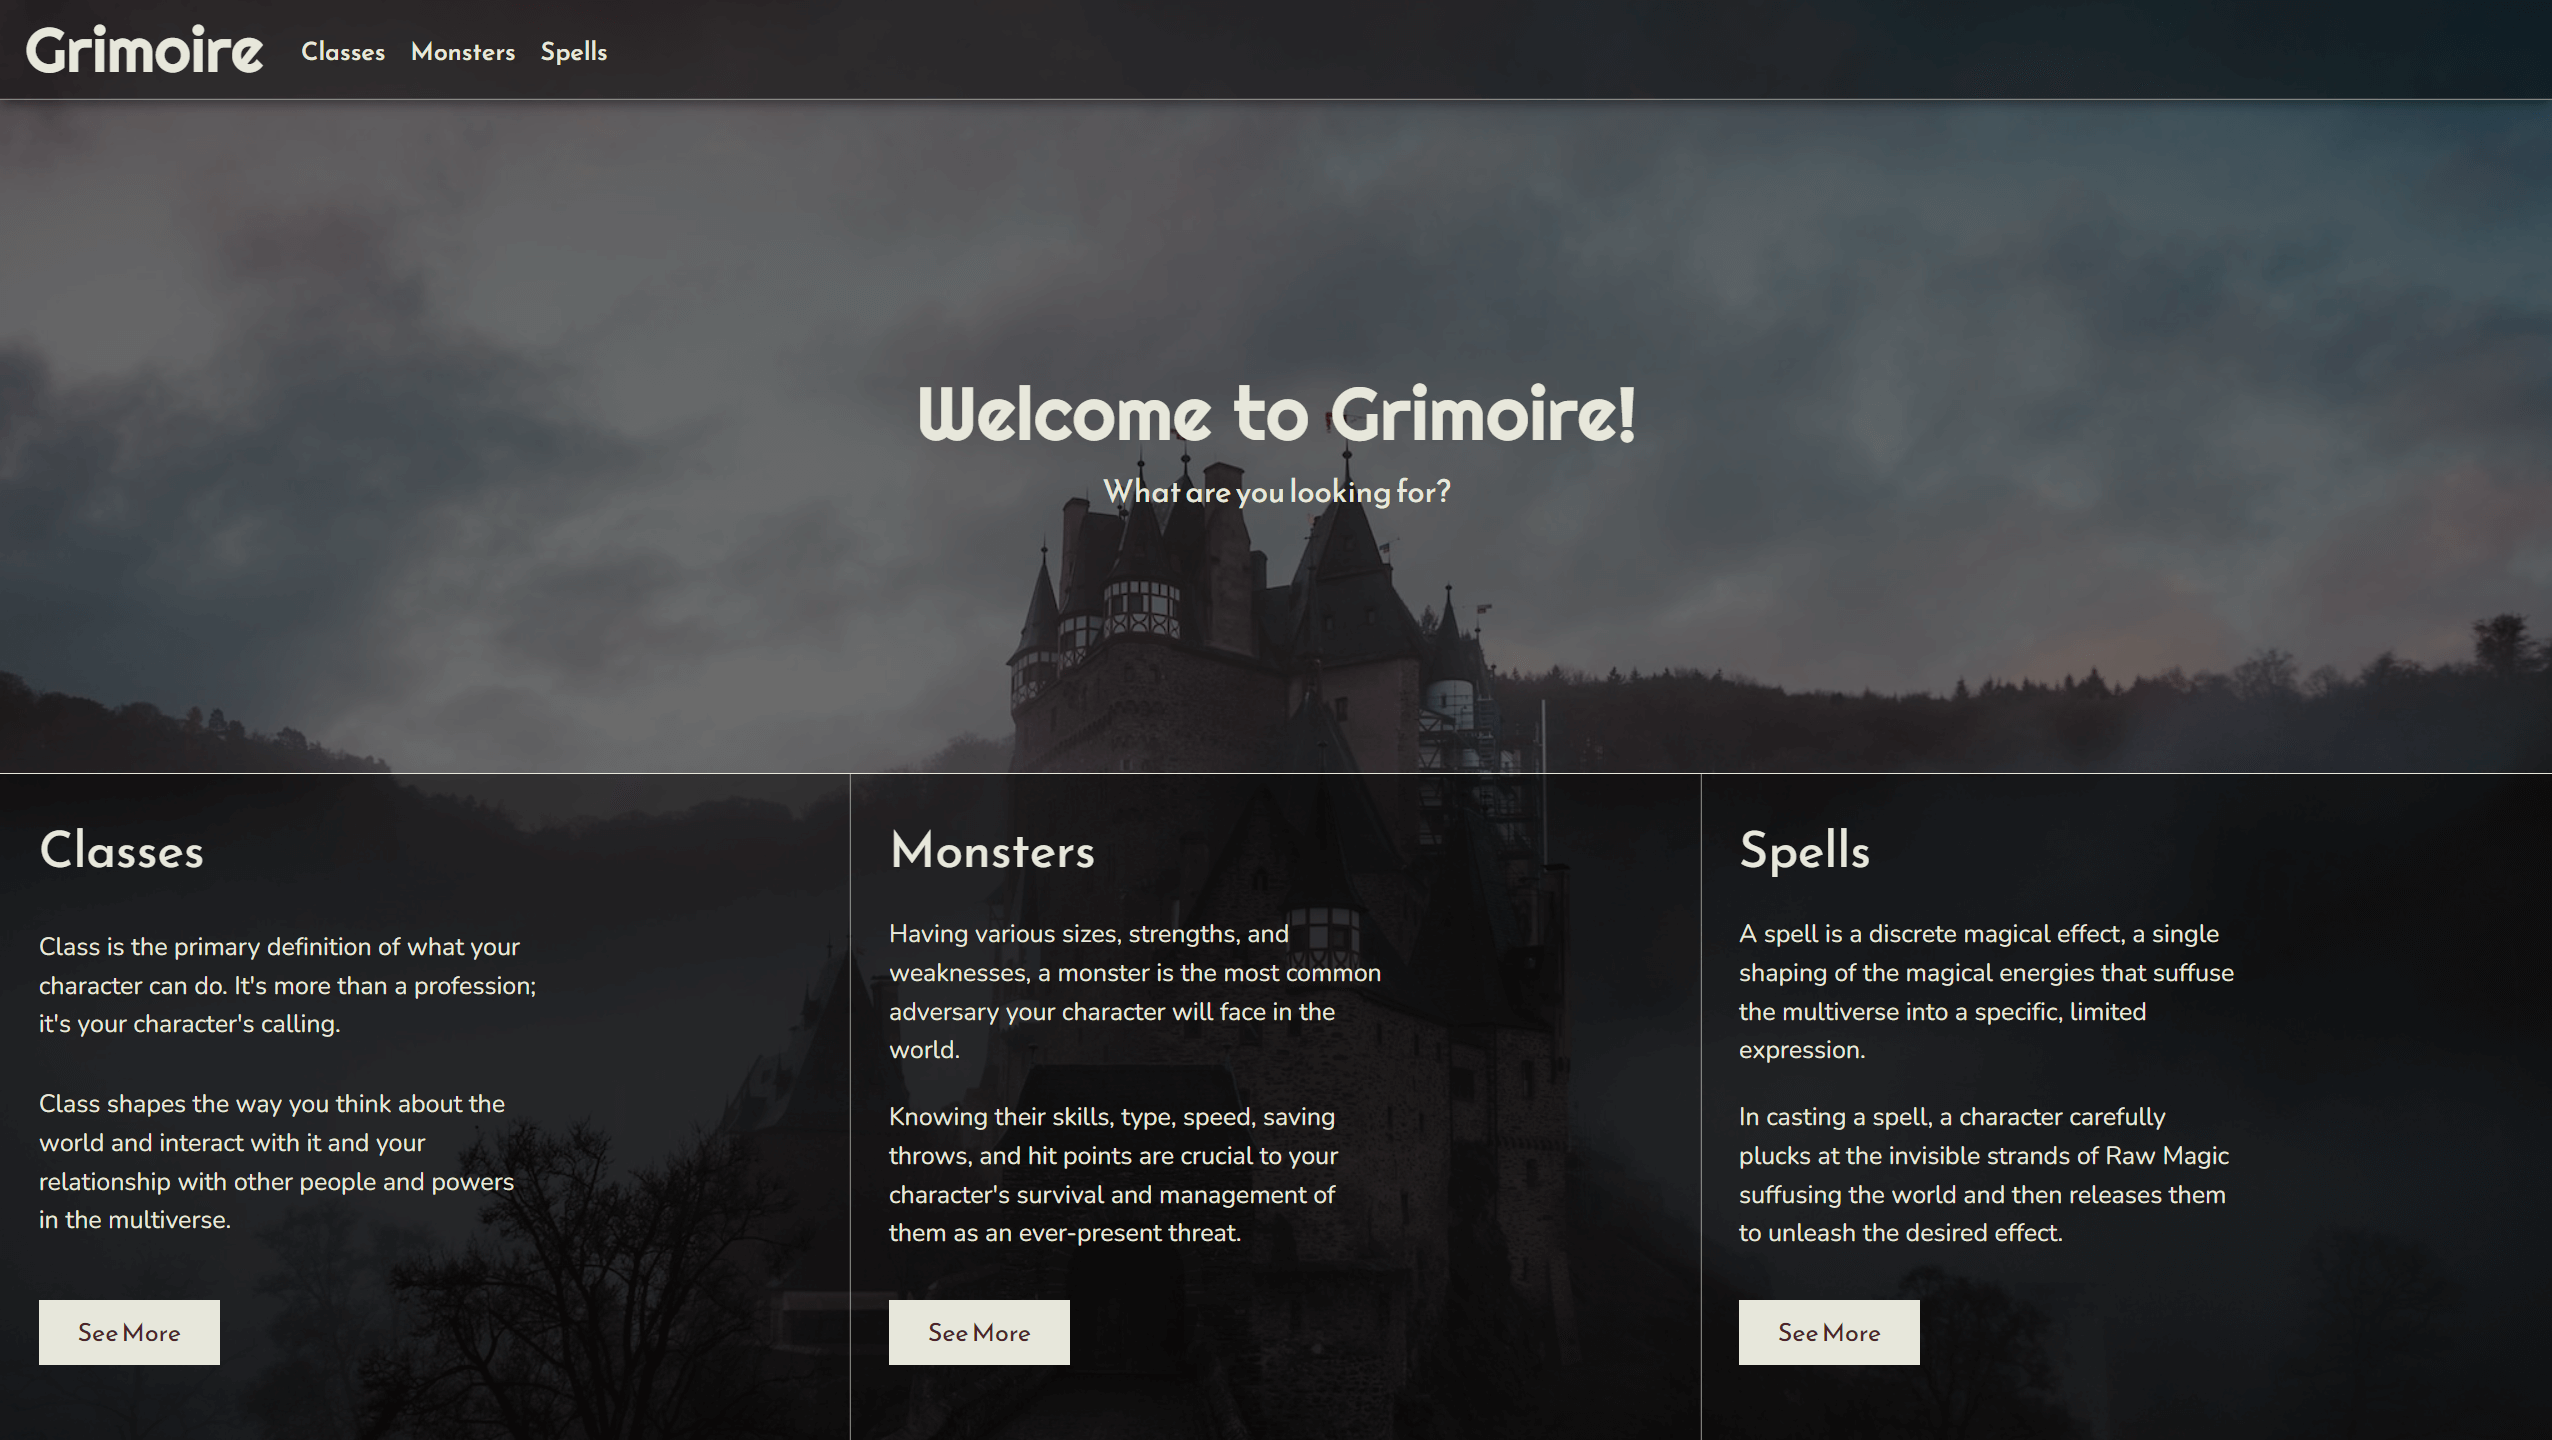 Grimoire Classes Monsters Spells
Welcome to Grimoire!
What are you looking for?
Classes
Class is the primary definition of what your
character can do. It's more than a profession;
it's your character's calling.
Class shapes the way you think about the
world and interact with it and your
relationship with other people and powers
in the multiverse.
See More
Monsters
Having various sizes, strengths, and
weaknesses, a monster is the most common
adversary your character will face in the
world.
Knowing their skills, type, speed, saving
throws, and hit points are crucial to your
character's survival and management of
them as an ever-present threat.
See More
Spells
A spell is a discrete magical effect, a single
shaping of the magical energies that suffuse
the multiverse into a specific, limited
expression.
In casting a spell, a character carefully
plucks at the invisible strands of Raw Magic
suffusing the world and then releases them
to unleash the desired effect.
See More